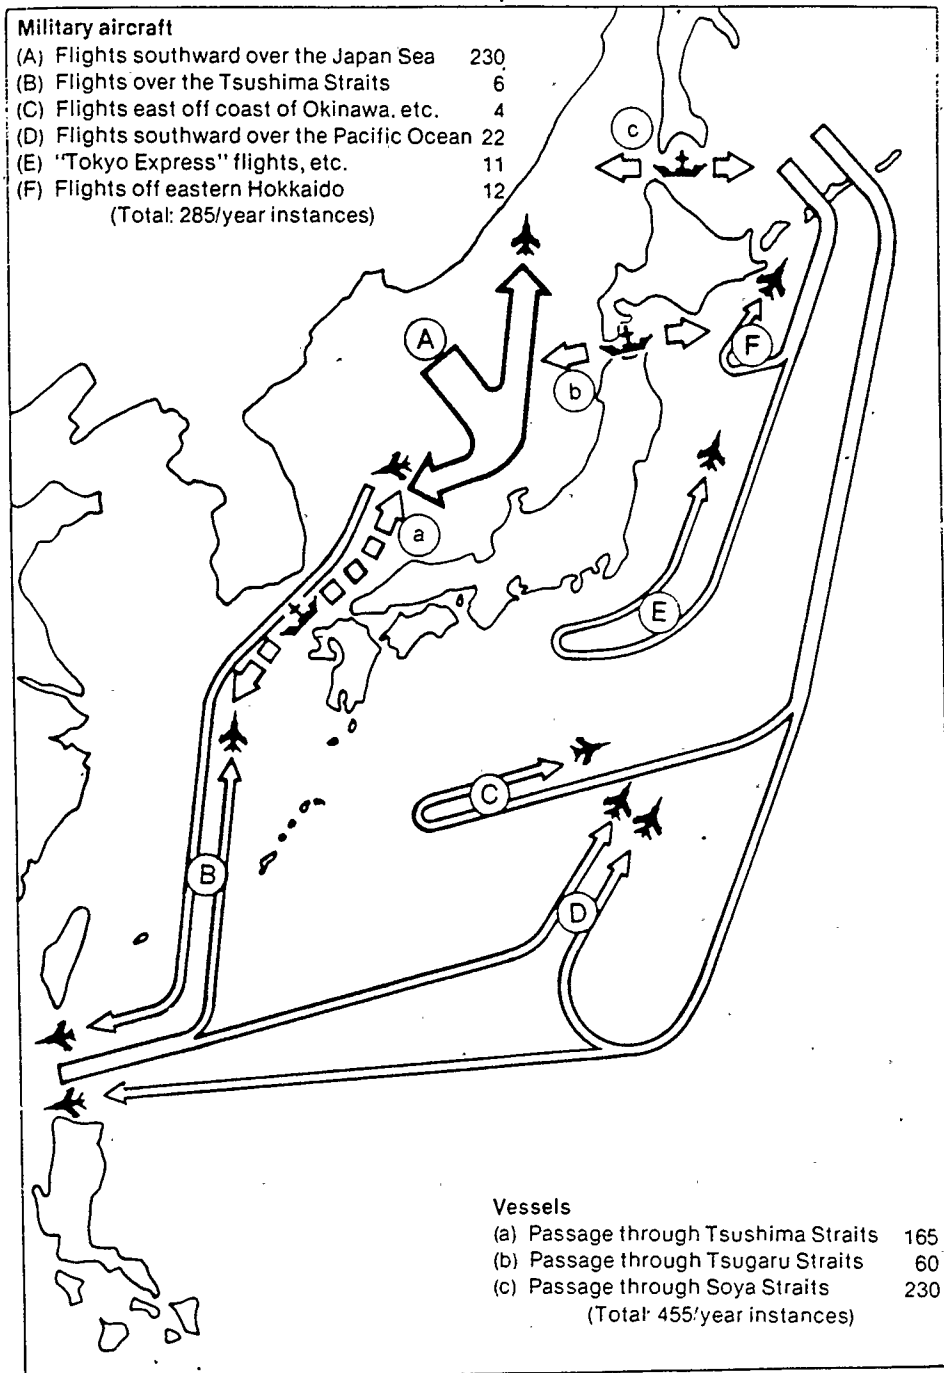 Military aircraft
(A) Flights southward over the Japan Sea 230
(B) Flights over the Tsushima Straits 6
(C) Flights east off coast of Okinawa, etc. 4
(D) Flights southward over the Pacific Ocean 22
(E) "Tokyo Express" flights, etc. 11
(F) Flights off eastern Hokkaido 12
(Total: 285/year instances)
c
A
F
b
a
E
C
B
D
Vessels
(a) Passage through Tsushima Straits 165
(b) Passage through Tsugaru Straits 60
(c) Passage through Soya Straits 230
(Total: 455/year instances)